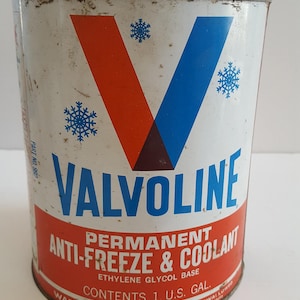 VALVOLINE
PERMANENT
ANTI-FREEZE & COOLANT
ETHYLENE GLYCOL BASE
CONTENTS 1 U.S. GAL.